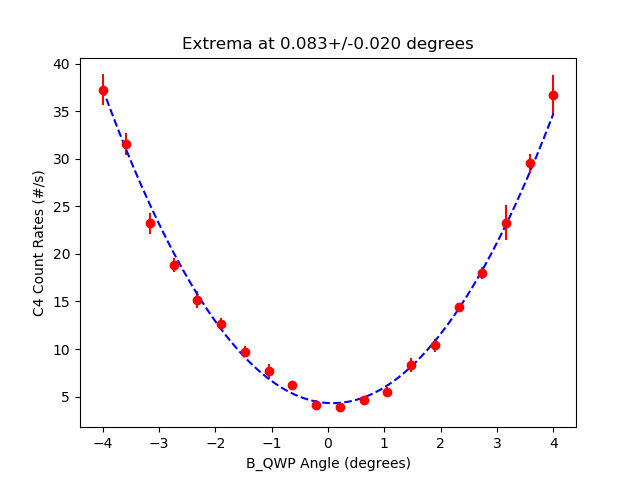 Extrema at 0.083+/-0.020 degrees
C4 Count Rates (#/s)
40
35
30
25
20
15
10
5
−4 −3 −2 −1 0 1 2 3 4
B_QWP Angle (degrees)